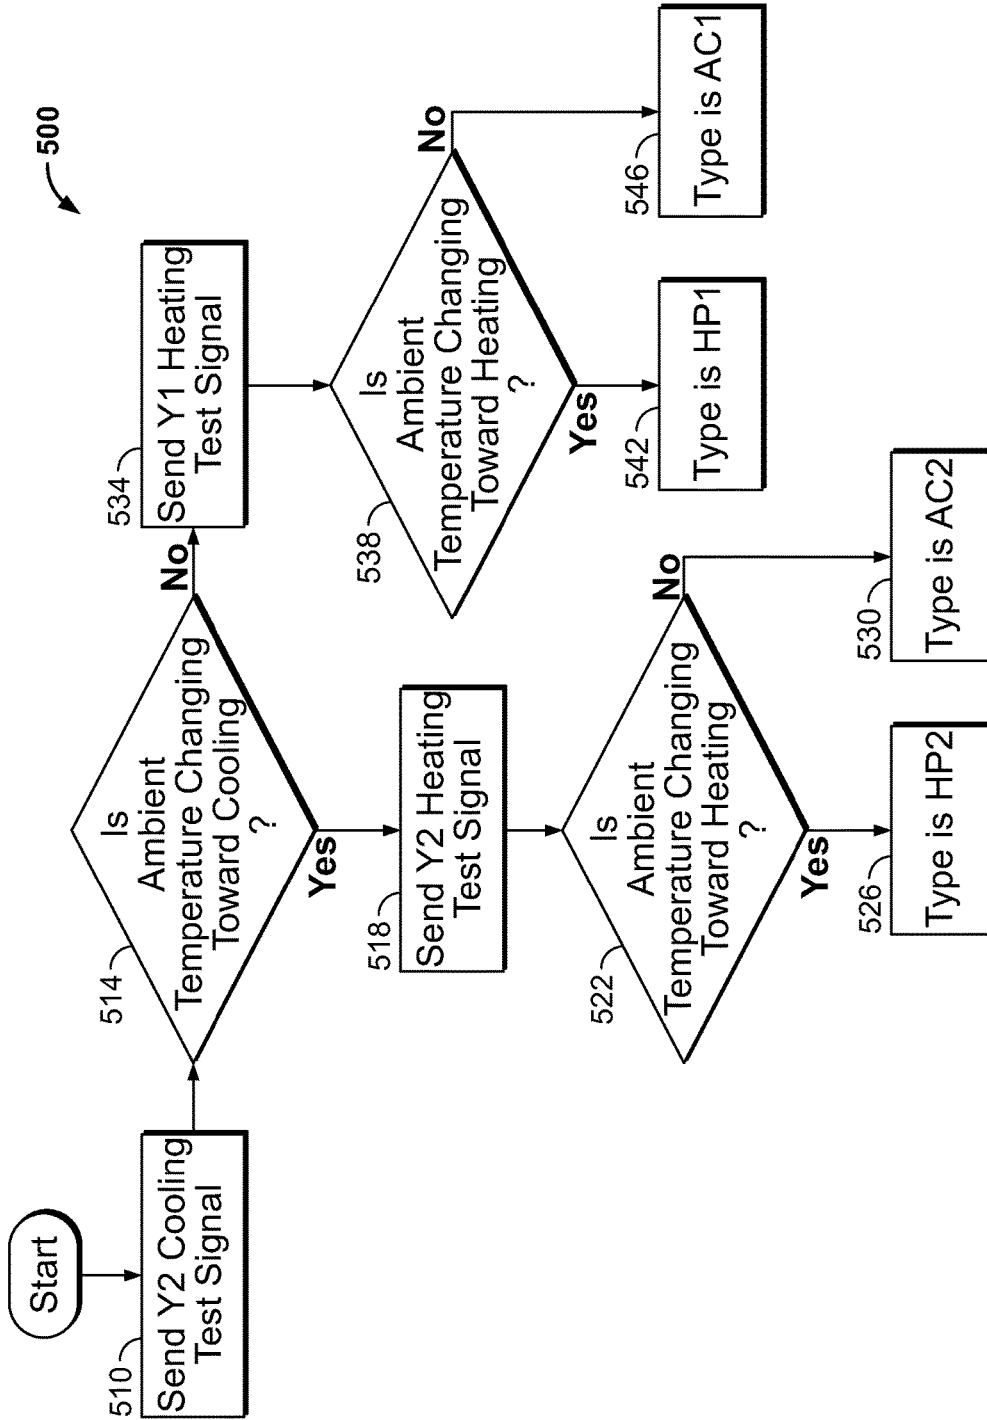 500
Start
510
Send Y2 Cooling
Test Signal
514
Is
Ambient
Temperature Changing
Toward Cooling
?
No
Yes
534
Send Y1 Heating
Test Signal
518
Send Y2 Heating
Test Signal
538
Is
Ambient
Temperature Changing
Toward Heating
?
No
Yes
522
Is
Ambient
Temperature Changing
Toward Heating
?
No
Yes
542
Type is HP1
546
Type is AC1
526
Type is HP2
530
Type is AC2